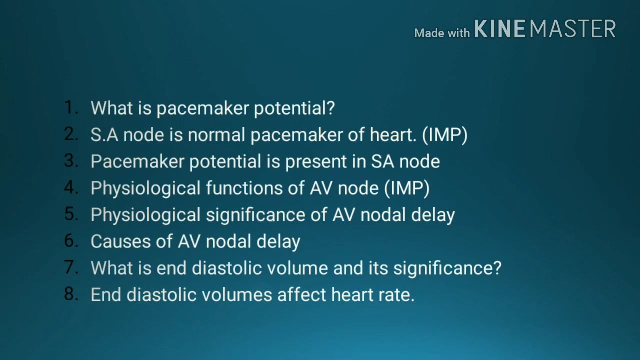 Made with KINEMASTER
1. What is pacemaker potential?
2. S.A node is normal pacemaker of heart. (IMP)
3. Pacemaker potential is present in SA node
4. Physiological functions of AV node (IMP)
5. Physiological significance of AV nodal delay
6. Causes of AV nodal delay
7. What is end diastolic volume and its significance?
8. End diastolic volumes affect heart rate.